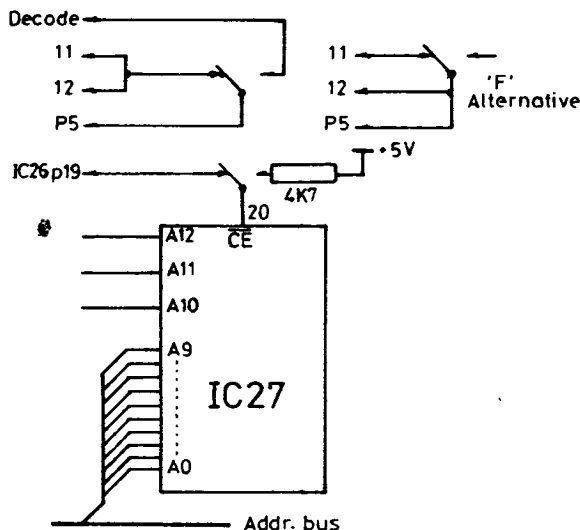 Decode
11
12
P5
11
12
P5
'F'
Alternative
+5V
IC26p19
4K7
20
CE
A12
A11
A10
A9
IC27
A0
Addr. bus